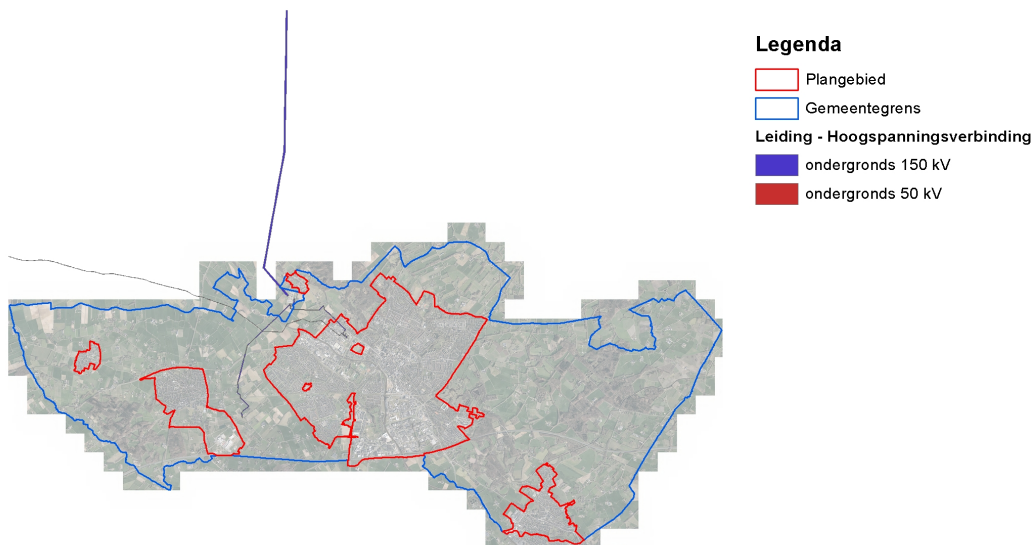 Legenda
Plangebied
Gemeentegrens
Leiding - Hoogspanningsverbinding
ondergronds 150 kV
ondergronds 50 kV